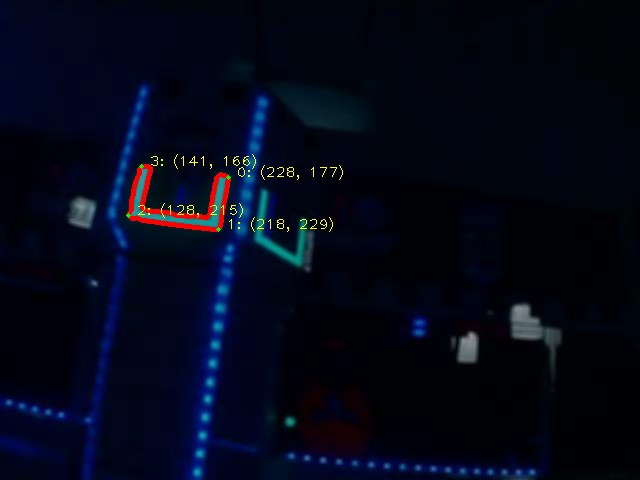 3: (141, 166)
0: (228, 177)
2: (128, 215)
1: (218, 229)